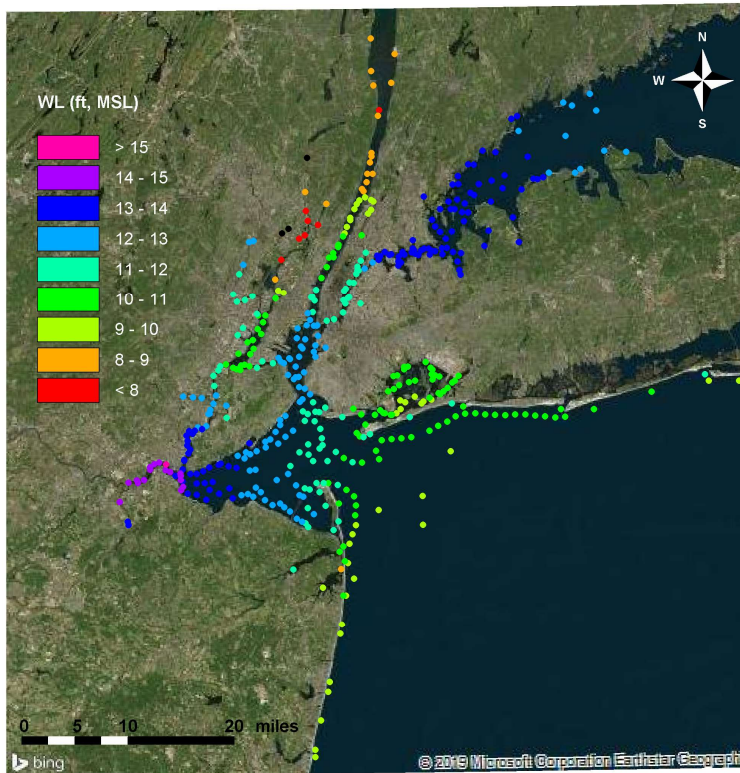 N
W
S
WL (ft, MSL)
> 15
14 - 15
13 - 14
12 - 13
11 - 12
10 - 11
9 - 10
8 - 9
< 8
0 5 10 20 miles
bing
© 2019 Microsoft Corporation Earthstar Geograph